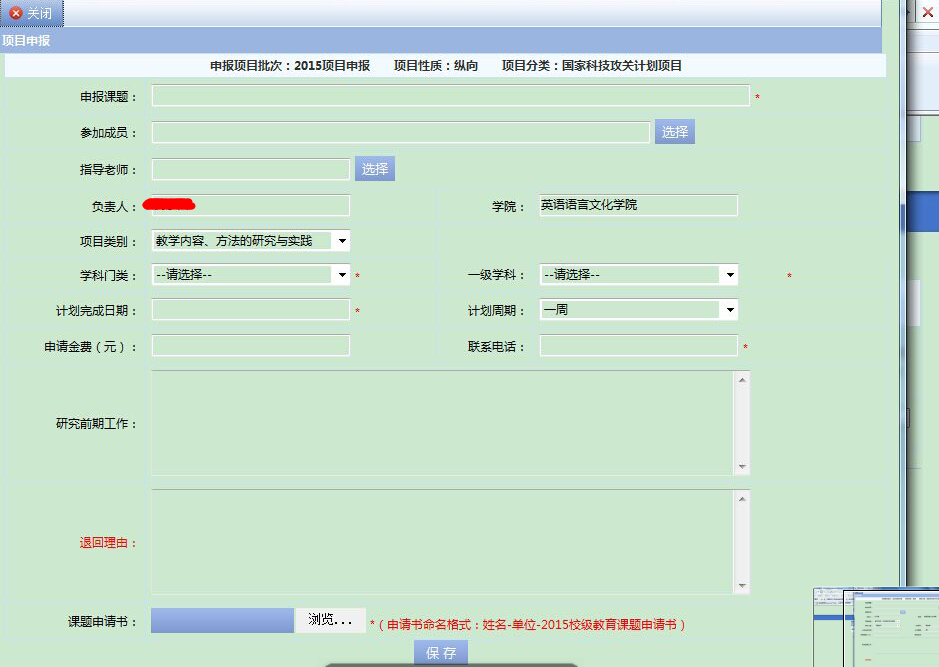 关闭
项目申报
申报项目批次：2015项目申报 项目性质：纵向 项目分类：国家科技攻关计划项目
申报课题： *
参加成员： 选择
指导老师： 选择
负责人： 学院： 英语语言文化学院
项目类别： 教学内容、方法的研究与实践
学科门类： --请选择-- * 一级学科： --请选择-- *
计划完成日期： * 计划周期： 一周
申请金费（元）： 联系电话： *
研究前期工作：
退回理由：
课题申请书： 浏览... *（申请书命名格式：姓名-单位-2015校级教育课题申请书）
保存